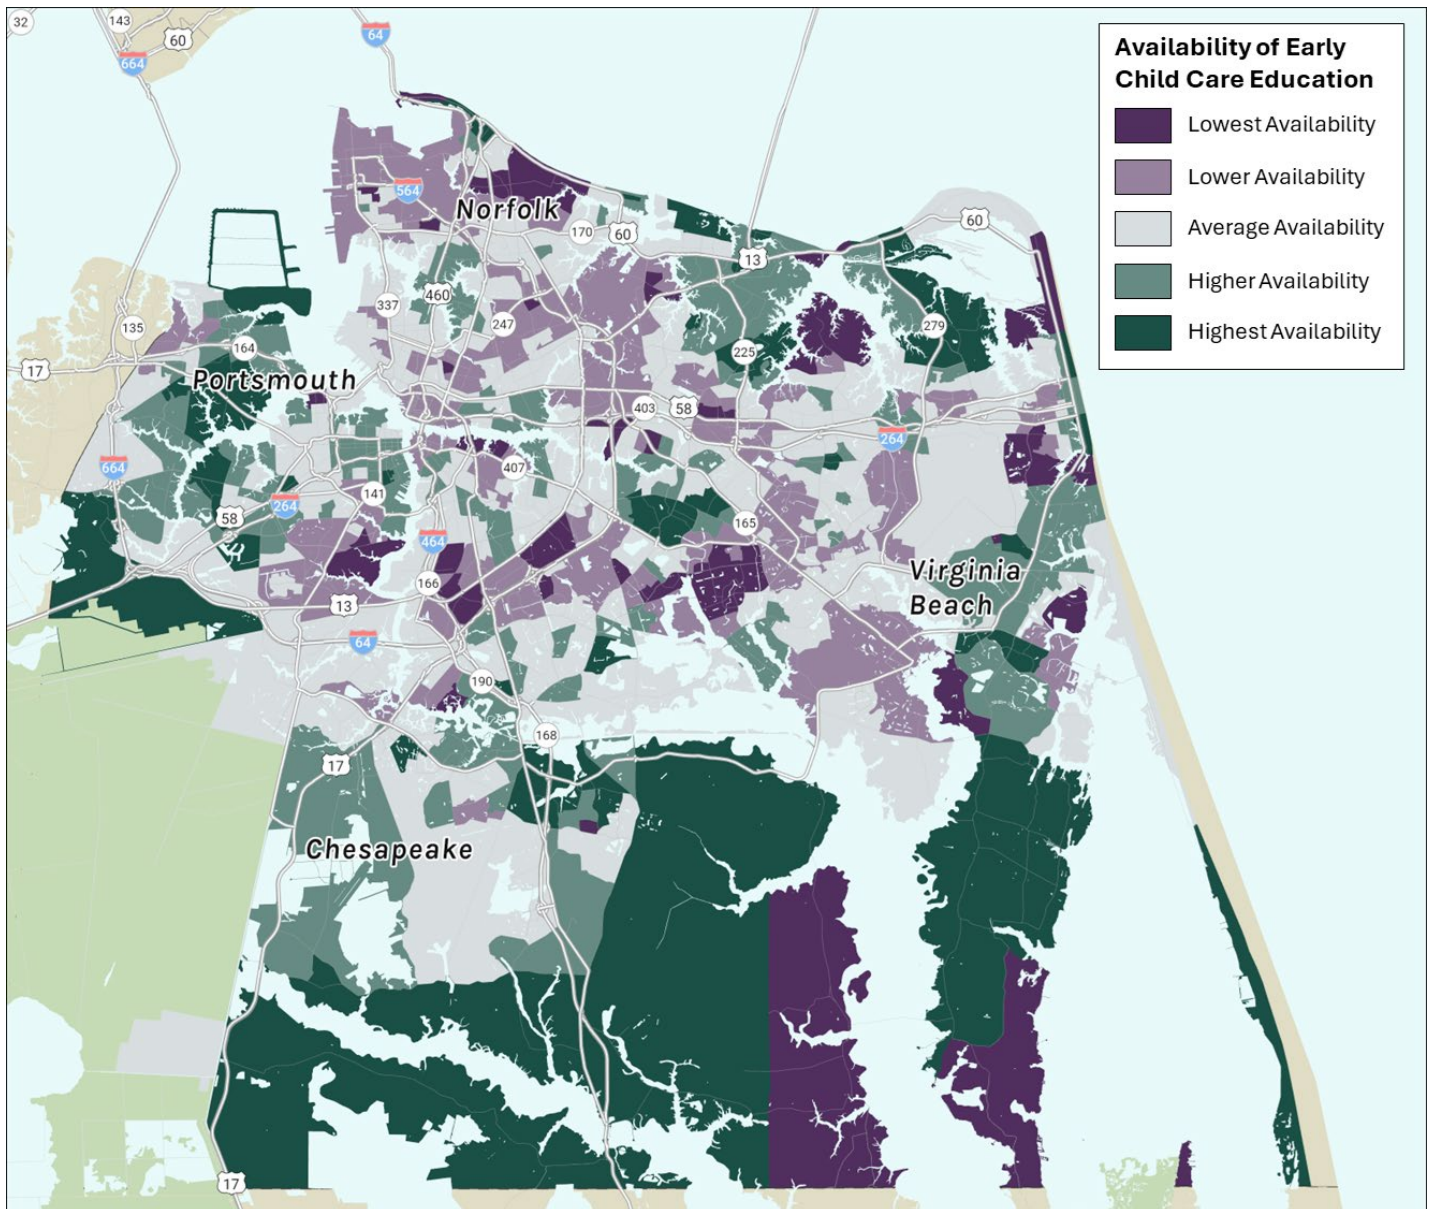 32
143
60
664
64
Availability of Early
Child Care Education
Lowest Availability
Lower Availability
Average Availability
Higher Availability
Highest Availability
564
Norfolk
170
60
60
13
337
460
247
135
164
279
225
17
Portsmouth
403
58
264
664
407
141
264
58
165
464
166
Virginia
Beach
13
64
190
168
17
Chesapeake
17